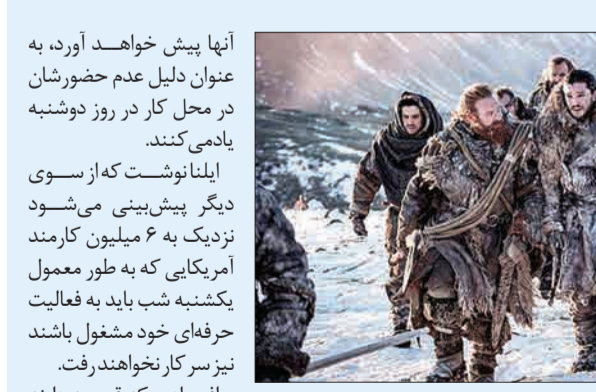 آنها پیش خواهـد آورد، به
عنوان دلیل عدم حضورشان
در محل کار در روز دوشنبه
یادمی‌کنند.
ایلنا نوشت که از سوی
دیگر پیش‌بینی می‌شود
نزدیک به ۶ میلیون کارمند
آمریکایی که به طور معمول
یکشنبه شب باید به فعالیت
حرفه‌ای خود مشغول باشند
نیز سر کار نخواهند رفت.